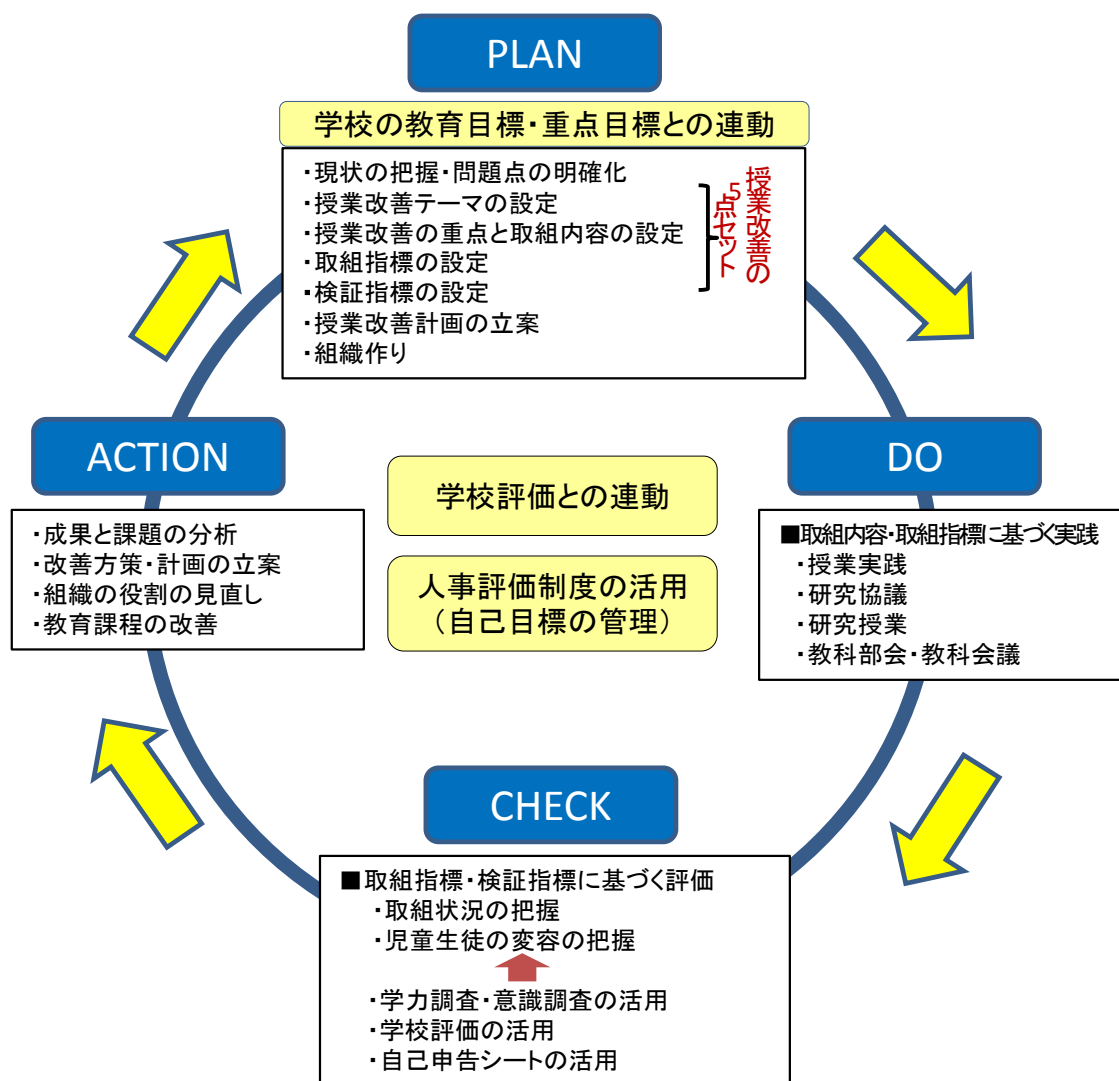 PLAN
学校の教育目標・重点目標との連動
・現状の把握・問題点の明確化
・授業改善テーマの設定
・授業改善の重点と取組内容の設定
・取組指標の設定
・検証指標の設定
・授業改善計画の立案
・組織作り
授業改善の
5点セット
DO
■取組内容・取組指標に基づく実践
・授業実践
・研究協議
・研究授業
・教科部会・教科会議
CHECK
■取組指標・検証指標に基づく評価
・取組状況の把握
・児童生徒の変容の把握
・学力調査・意識調査の活用
・学校評価の活用
・自己申告シートの活用
ACTION
・成果と課題の分析
・改善方策・計画の立案
・組織の役割の見直し
・教育課程の改善
学校評価との連動
人事評価制度の活用
（自己目標の管理）